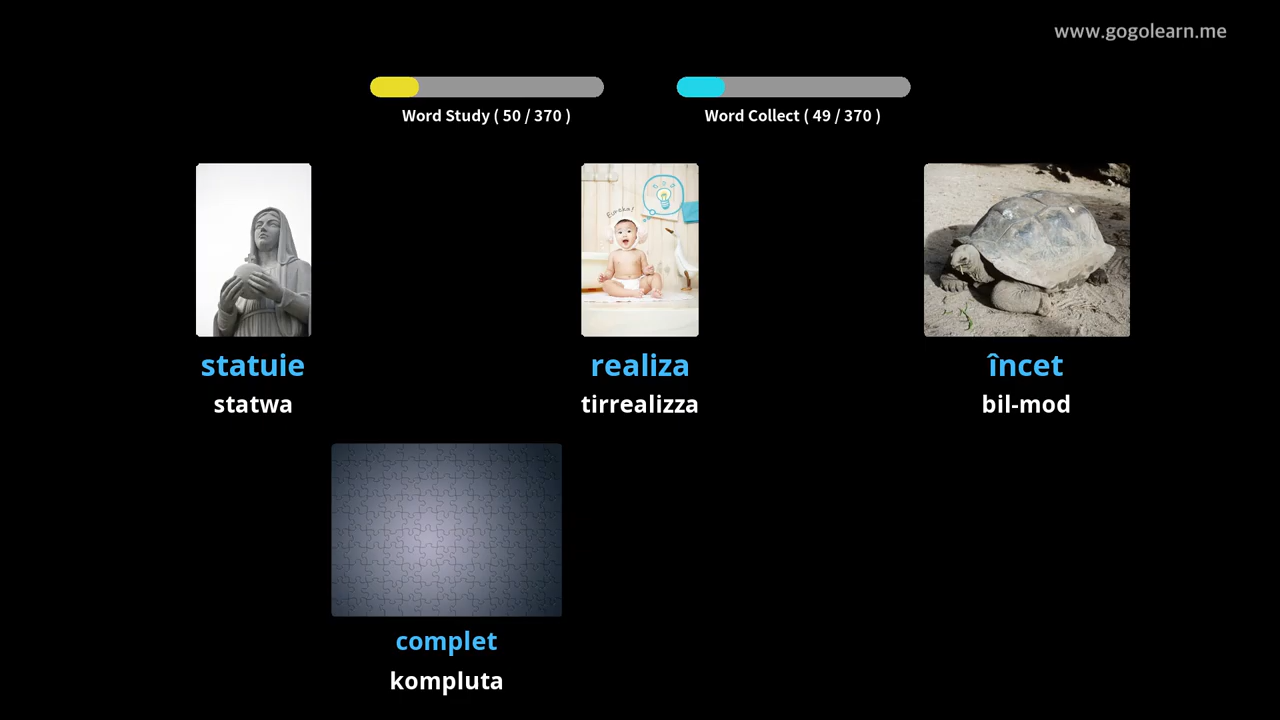 www.gogolearn.me
Word Study ( 50 / 370 )
Word Collect ( 49 / 370 )
Eureka!
statuie
realiza
încet
statwa
tirrealizza
bil-mod
complet
kompluta